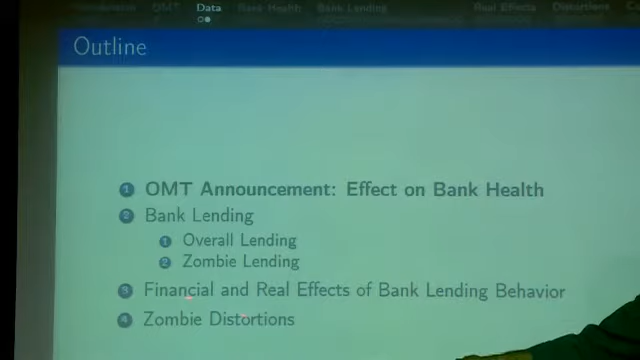 OMT Data Bank Health Bank Lending Real Effects Distortions
Outline
1 OMT Announcement: Effect on Bank Health
2 Bank Lending
1 Overall Lending
2 Zombie Lending
3 Financial and Real Effects of Bank Lending Behavior
4 Zombie Distortions